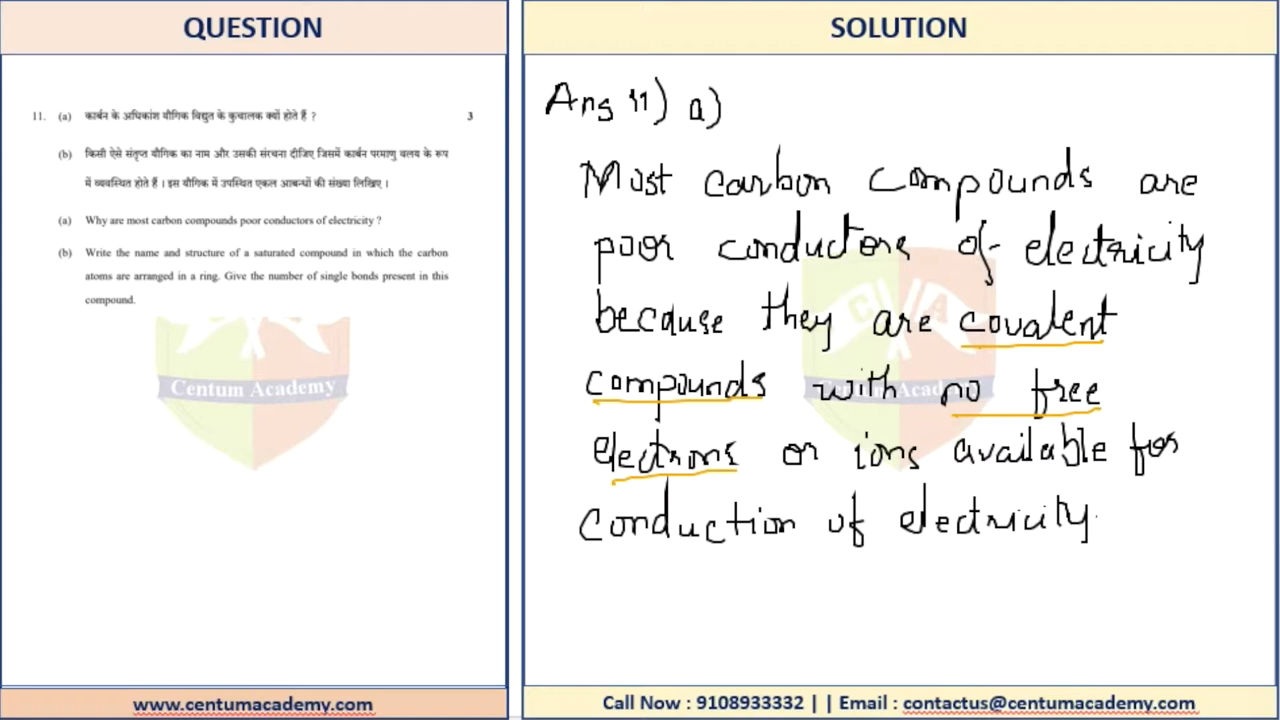 QUESTION
11. (a) कार्बन के अधिकांश यौगिक विद्युत के कुचालक क्यों होते हैं ? 3
(b) किसी ऐसे संतृप्त यौगिक का नाम और उसकी संरचना दीजिए जिसमें कार्बन परमाणु वलय के रूप
में व्यवस्थित होते हैं । इस यौगिक में उपस्थित एकल आबन्धों की संख्या लिखिए ।
(a) Why are most carbon compounds poor conductors of electricity ?
(b) Write the name and structure of a saturated compound in which the carbon
atoms are arranged in a ring. Give the number of single bonds present in this
compound.
Centum Academy
www.centumacademy.com
SOLUTION
Ans 11) a)
Most carbon compounds are
poor conductors of electricity
because they are covalent
compounds with no free
electrons or ions available for
conduction of electricity.
C A
Centum Academy
Call Now : 9108933332 | | Email : contactus@centumacademy.com